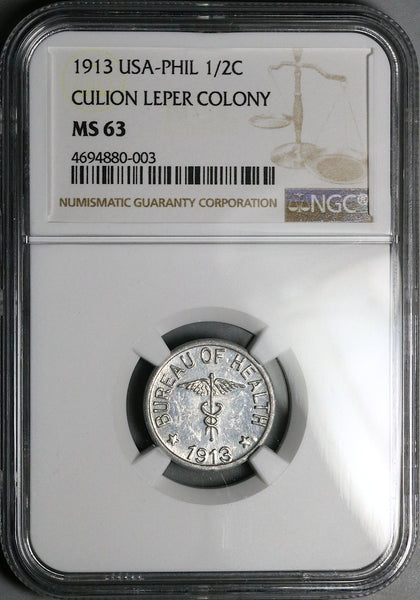 1913 USA-PHIL 1/2C
CULION LEPER COLONY
MS 63
4694880-003
NUMISMATIC GUARANTY CORPORATION
NGC®
BUREAU OF HEALTH
1913